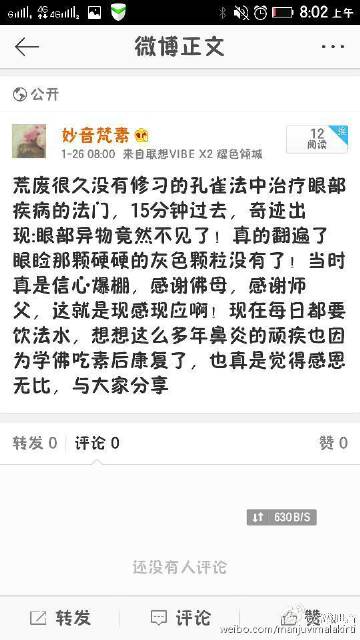 4G 4G 8:02 上午
微博正文
公开
妙音梵素
12
阅读
1-26 08:00 来自联想VIBE X2 耀色倾城
荒废很久没有修习的孔雀法中治疗眼部
疾病的法门，15分钟过去，奇迹出
现:眼部异物竟然不见了！真的翻遍了
眼睑那颗硬硬的灰色颗粒没有了！当时
真是信心爆棚，感谢佛母，感谢师
父，这就是现感现应啊！现在每日都要
饮法水，想想这么多年鼻炎的顽疾也因
为学佛吃素后康复了，也真是觉得感恩
无比，与大家分享
转发 0 评论 0 赞 0
630B/S
还没有人评论
转发 评论 赞
weibo.com/manjuvimalakirti